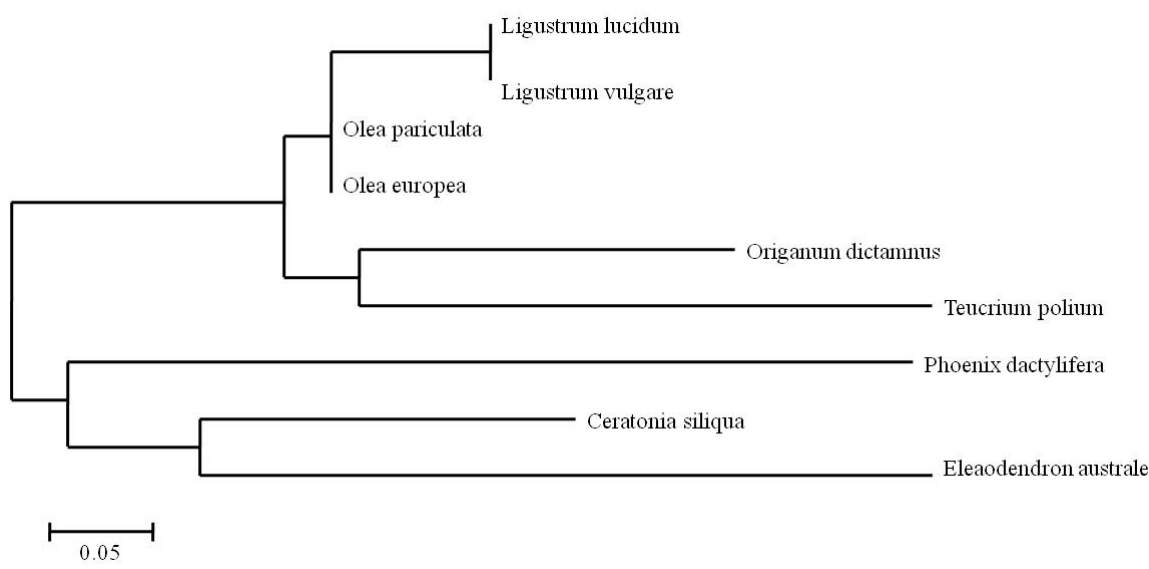 Ligustrum lucidum
Ligustrum vulgare
Olea pariculata
Olea europea
Origanum dictamnus
Teucrium polium
Phoenix dactylifera
Ceratonia siliqua
Eleaodendron australe
0.05